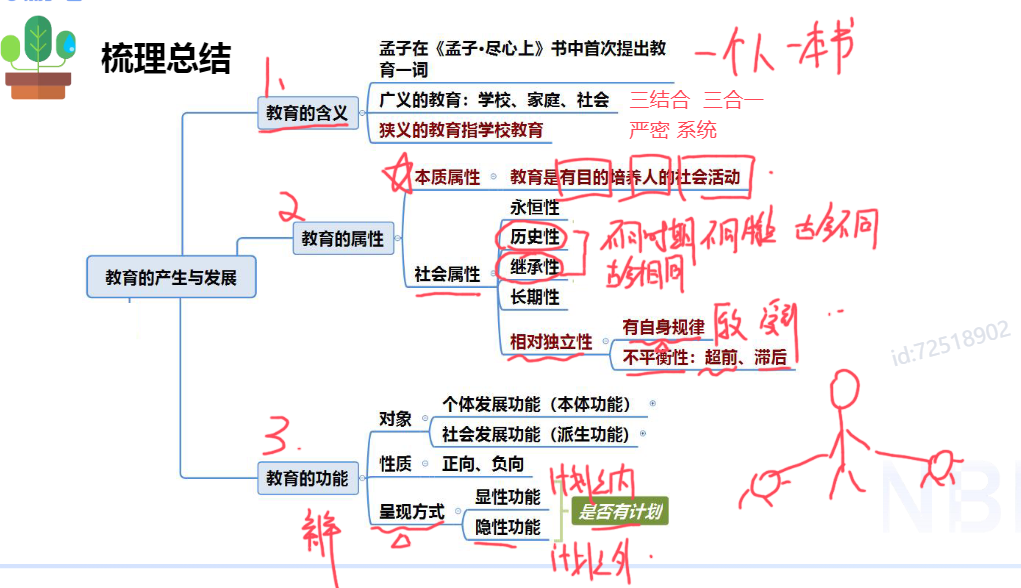 梳理总结
孟子在《孟子·尽心上》书中首次提出教
育一词
一个人 一本书
1、
教育的含义
广义的教育：学校、家庭、社会
三结合 三合一
狭义的教育指学校教育
严密 系统
2
教育的属性
本质属性
教育是有目的培养人的社会活动
社会属性
永恒性
历史性
继承性
不同时期 不同 古今不同
古今相同
长期性
相对独立性
有自身规律
受到
不平衡性：超前、滞后
教育的产生与发展
id:72518902
3.
教育的功能
对象
个体发展功能（本体功能）
社会发展功能（派生功能）
性质
正向、负向
呈现方式
显性功能
隐性功能
计划之内
是否有计划
计划之外
NB